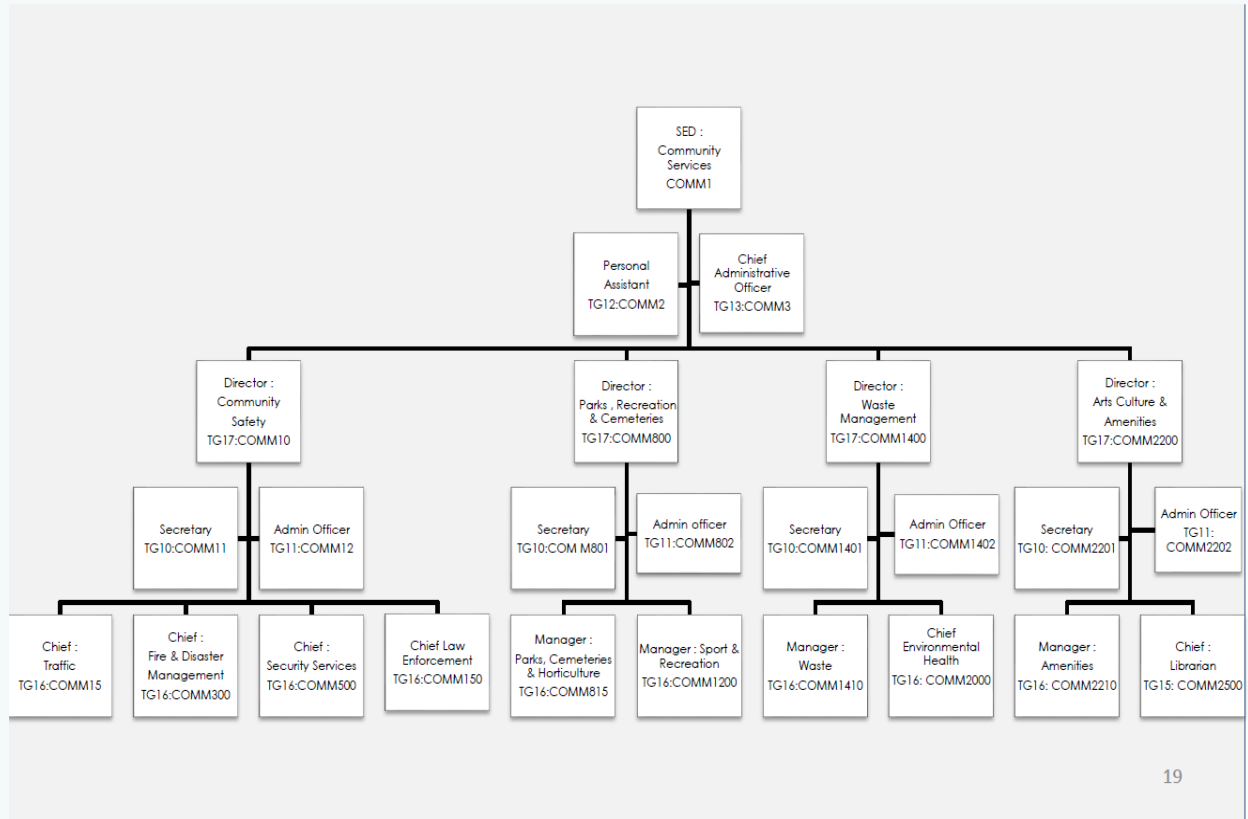 SED :
Community
Services
COMM1
Personal
Assistant
TG12:COMM2
Chief
Administrative
Officer
TG13:COMM3
Director :
Community
Safety
TG17:COMM10
Director :
Parks , Recreation
& Cemeteries
TG17:COMM800
Director :
Waste
Management
TG17:COMM1400
Director :
Arts Culture &
Amenities
TG17:COMM2200
Secretary
TG10:COMM11
Admin Officer
TG11:COMM12
Secretary
TG10:COM M801
Admin officer
TG11:COMM802
Secretary
TG10:COMM1401
Admin Officer
TG11:COMM1402
Secretary
TG10: COMM2201
Admin Officer
TG11:
COMM2202
Chief :
Traffic
TG16:COMM15
Chief :
Fire & Disaster
Management
TG16:COMM300
Chief :
Security Services
TG16:COMM500
Chief Law
Enforcement
TG16:COMM150
Manager :
Parks, Cemeteries
& Horticulture
TG16:COMM815
Manager : Sport &
Recreation
TG16:COMM1200
Manager :
Waste
TG16:COMM1410
Chief
Environmental
Health
TG16: COMM2000
Manager :
Amenities
TG16: COMM2210
Chief :
Librarian
TG15: COMM2500
19